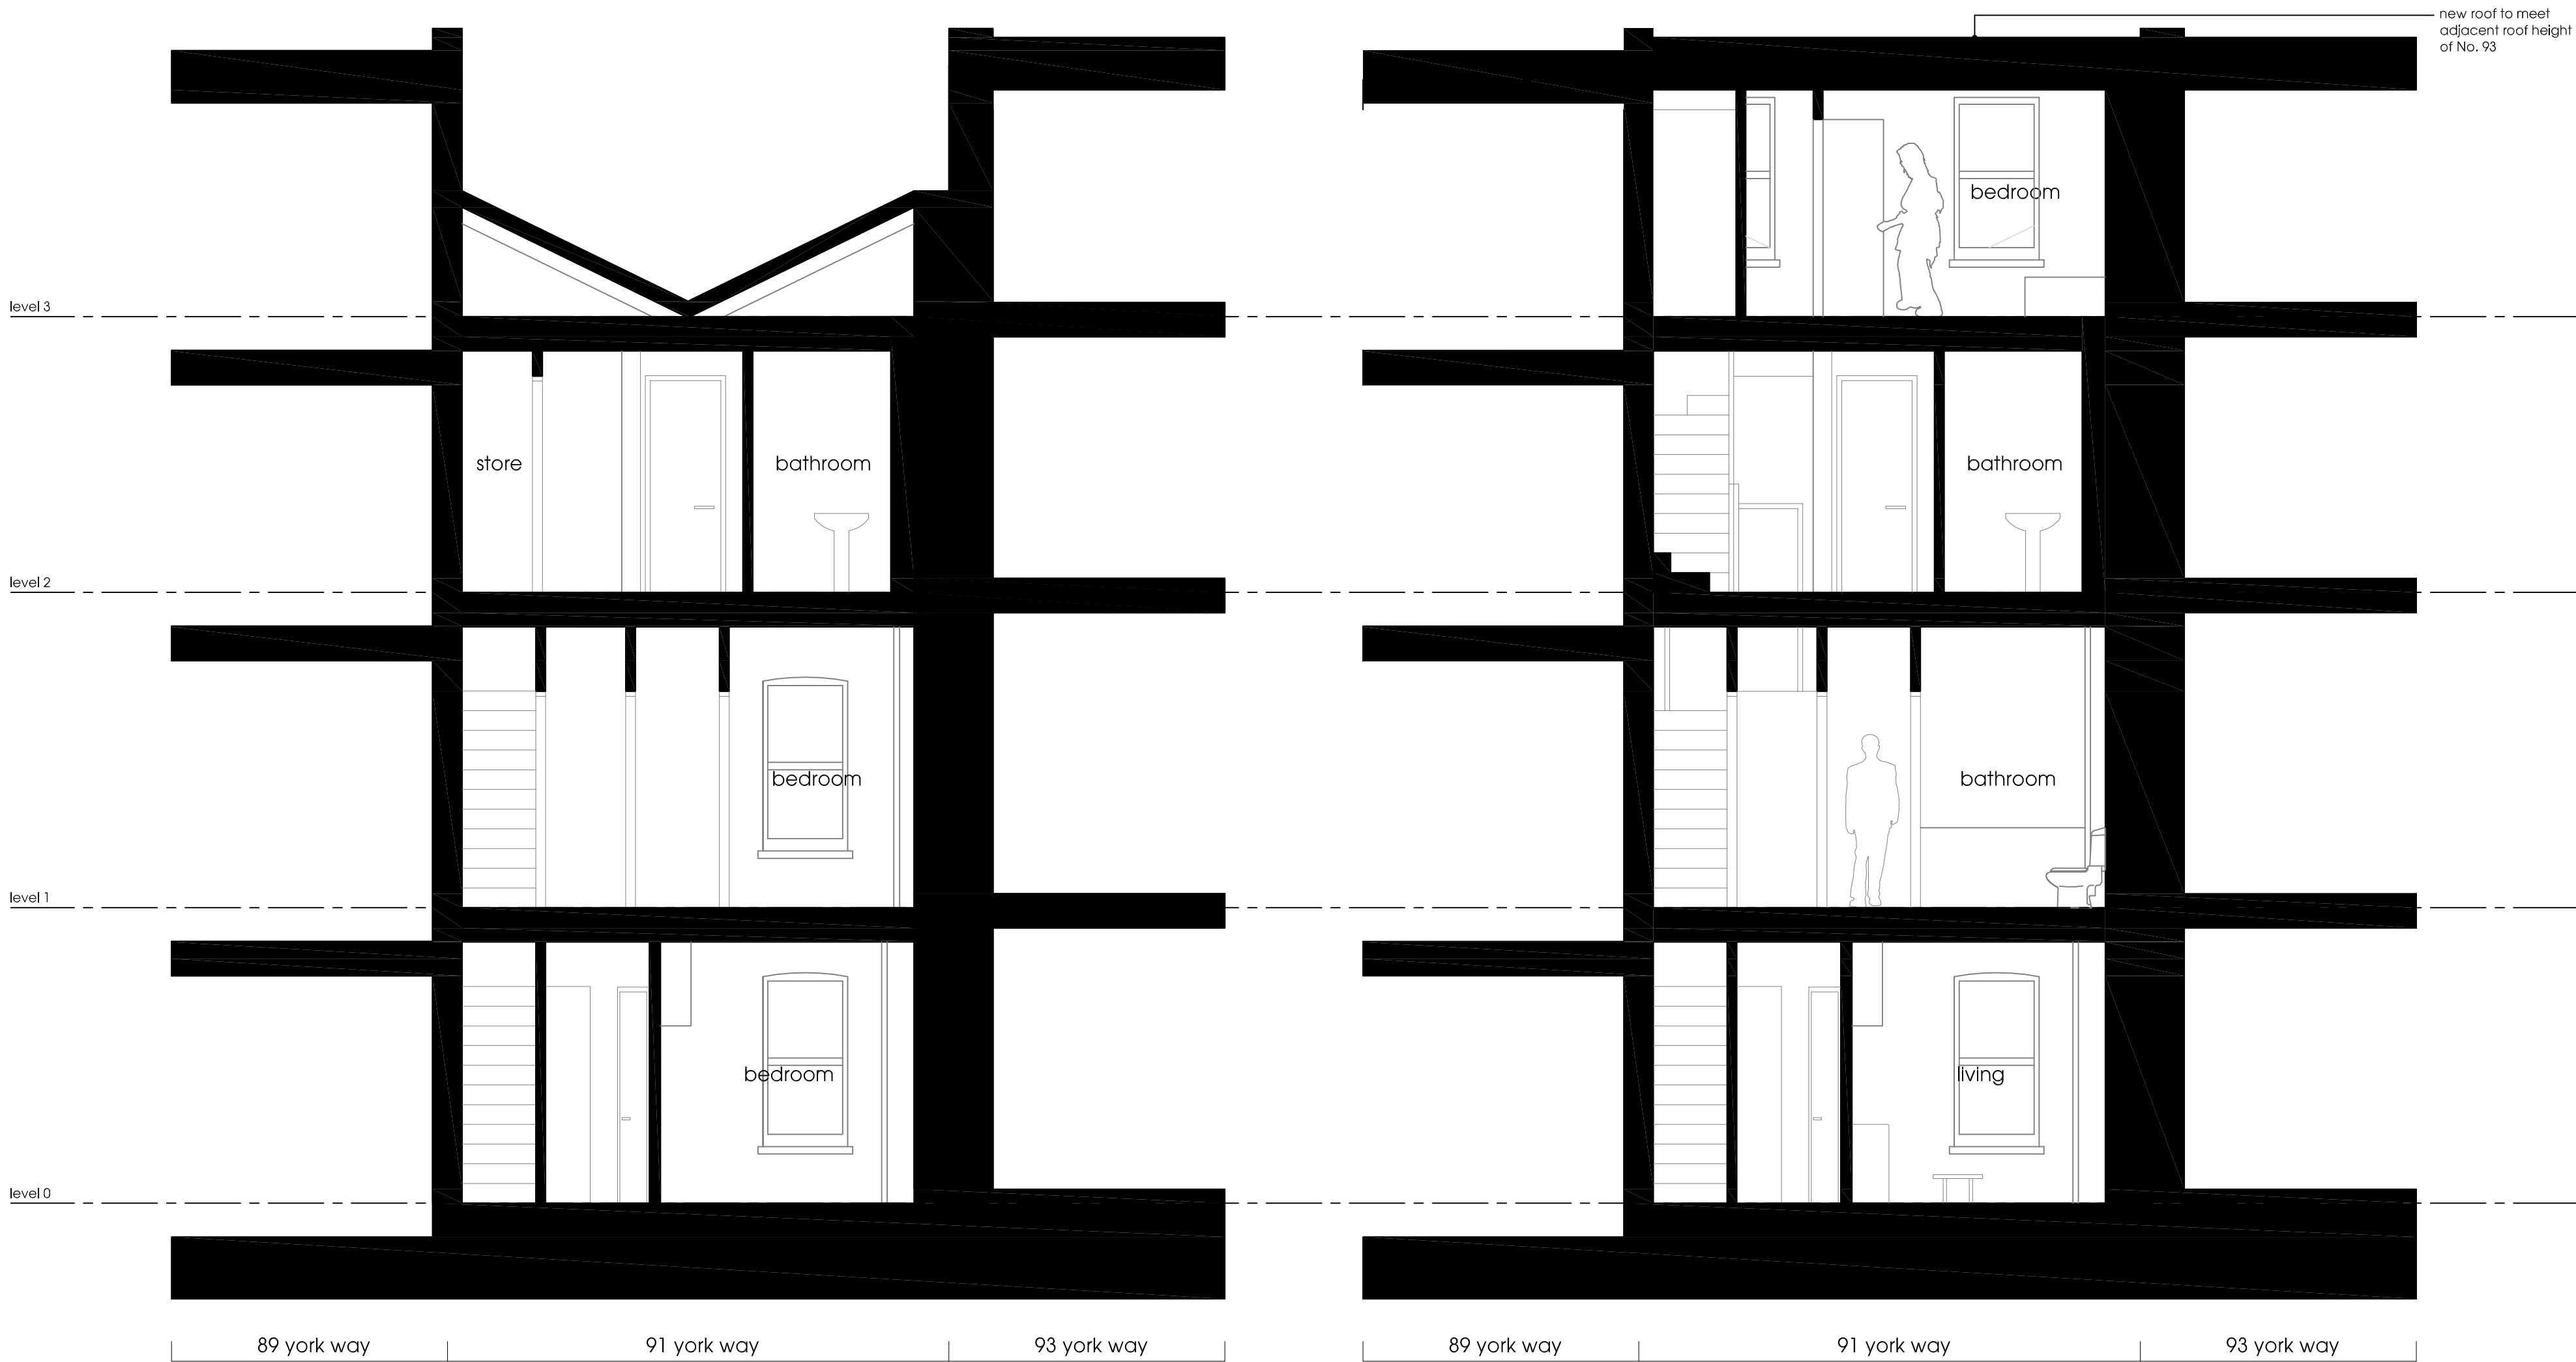 new roof to meet
adjacent roof height
of No. 93
bedroom
level 3
store
bathroom
bathroom
level 2
bedroom
bathroom
level 1
bedroom
living
level 0
89 york way
91 york way
93 york way
89 york way
91 york way
93 york way